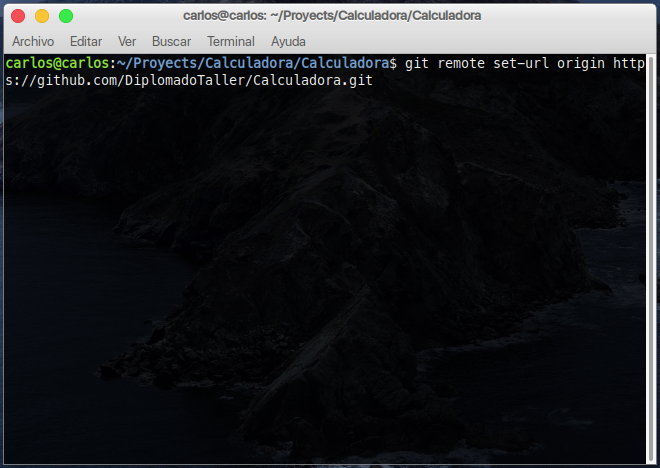 carlos@carlos: ~/Proyects/Calculadora/Calculadora
Archivo Editar Ver Buscar Terminal Ayuda
carlos@carlos:~/Proyects/Calculadora/Calculadora$ git remote set-url origin http
s://github.com/DiplomadoTaller/Calculadora.git